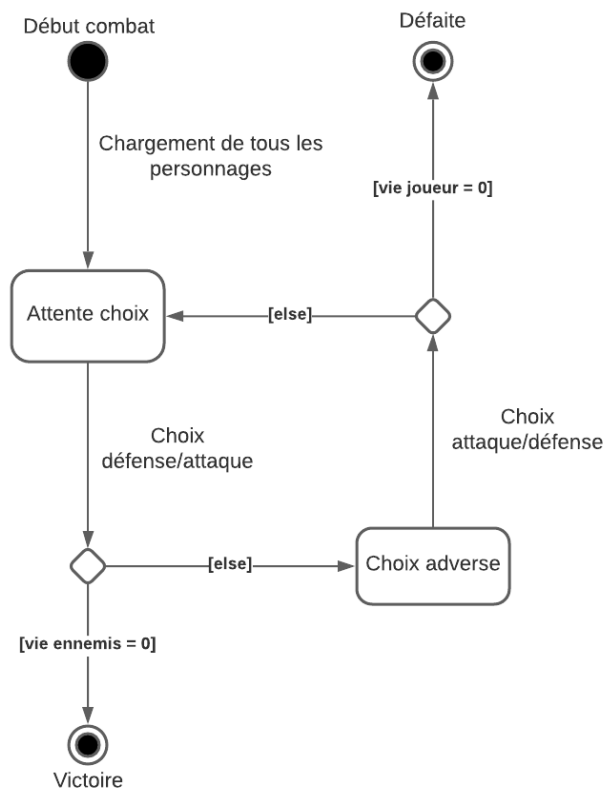 Début combat
Défaite
Chargement de tous les
personnages
[vie joueur = 0]
Attente choix
[else]
Choix
attaque/défense
Choix
défense/attaque
[else]
Choix adverse
[vie ennemis = 0]
Victoire